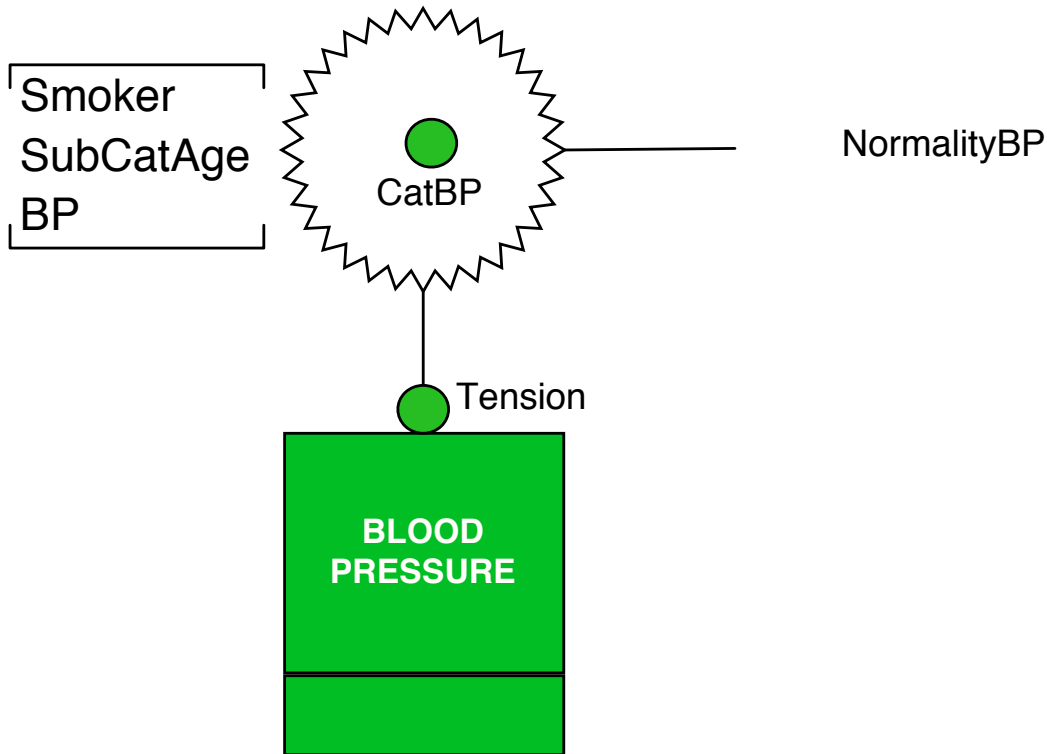 Smoker
SubCatAge
BP
CatBP
NormalityBP
Tension
BLOOD
PRESSURE